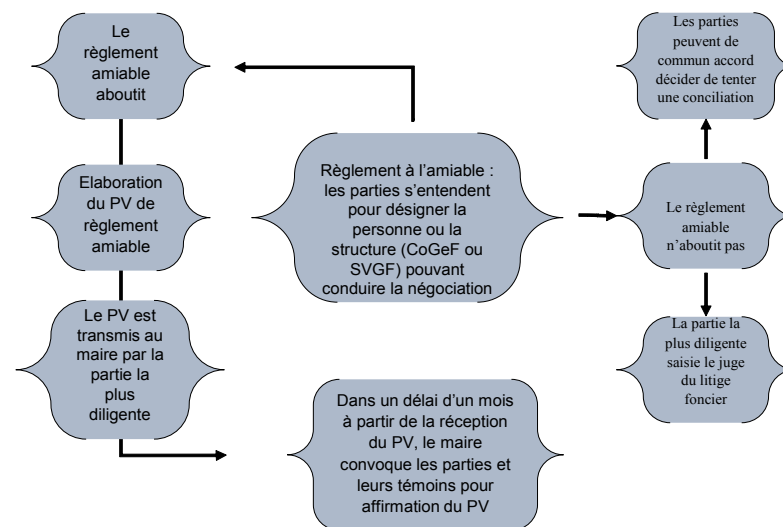 Le
règlement
amiable
aboutit
Elaboration
du PV de
règlement
amiable
Le PV est
transmis au
maire par la
partie la
plus
diligente
Règlement à l'amiable :
les parties s'entendent
pour désigner la
personne ou la
structure (CoGeF ou
SVGF) pouvant
conduire la négociation
Dans un délai d'un mois
à partir de la réception
du PV, le maire
convoque les parties et
leurs témoins pour
affirmation du PV
Les parties
peuvent de
commun accord
décider de tenter
une conciliation
Le règlement
amiable
n'aboutit pas
La partie la
plus diligente
saisie le juge
du litige
foncier